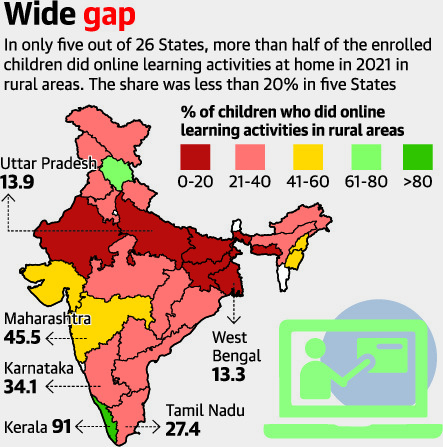 Wide gap
In only five out of 26 States, more than half of the enrolled
children did online learning activities at home in 2021 in
rural areas. The share was less than 20% in five States
% of children who did online
learning activities in rural areas
0-20 21-40 41-60 61-80 >80
Uttar Pradesh
13.9
Maharashtra
45.5
Karnataka
34.1
Kerala 91
West
Bengal
13.3
Tamil Nadu
27.4